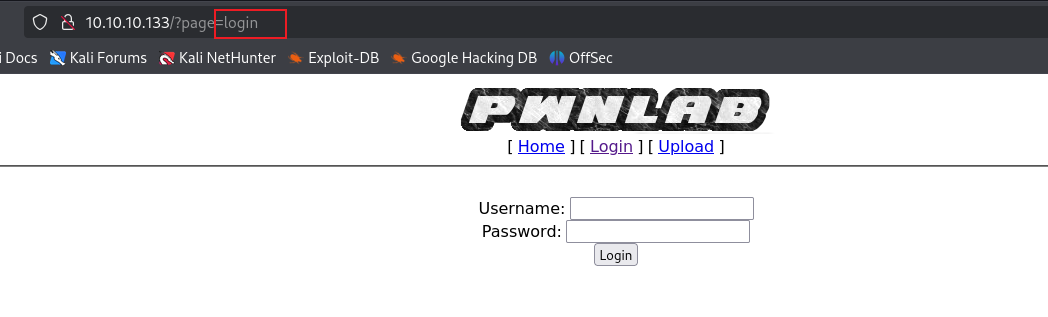 10.10.10.133/?page=login
i Docs Kali Forums Kali NetHunter Exploit-DB Google Hacking DB OffSec
PWNLAB
[ Home ] [ Login ] [ Upload ]
Username:
Password:
Login